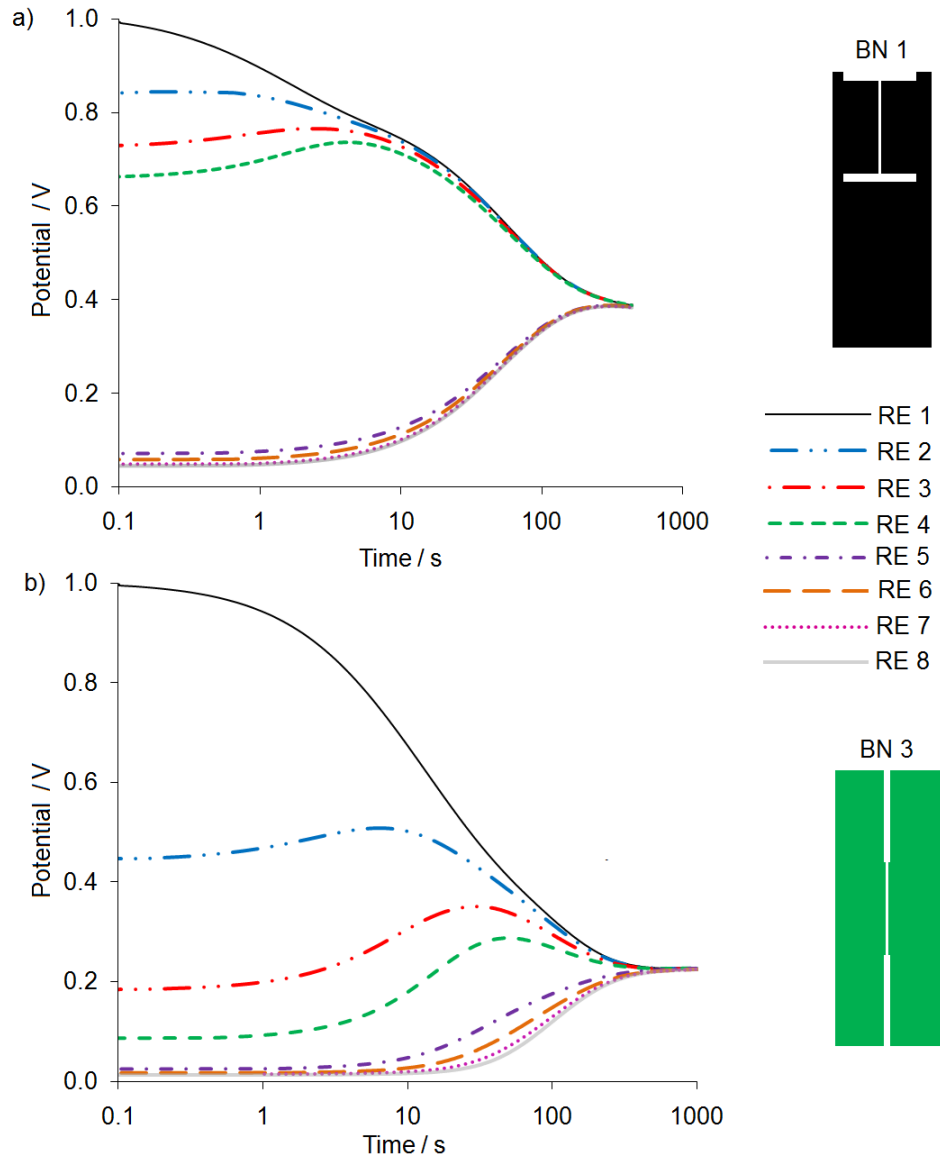 a)
1.0
0.8
0.6
0.4
0.2
0.0
Potential / V
0.1 1 10 100 1000
Time / s
BN 1
RE 1
RE 2
RE 3
RE 4
RE 5
RE 6
RE 7
RE 8
b)
1.0
0.8
0.6
0.4
0.2
0.0
Potential / V
0.1 1 10 100 1000
Time / s
BN 3